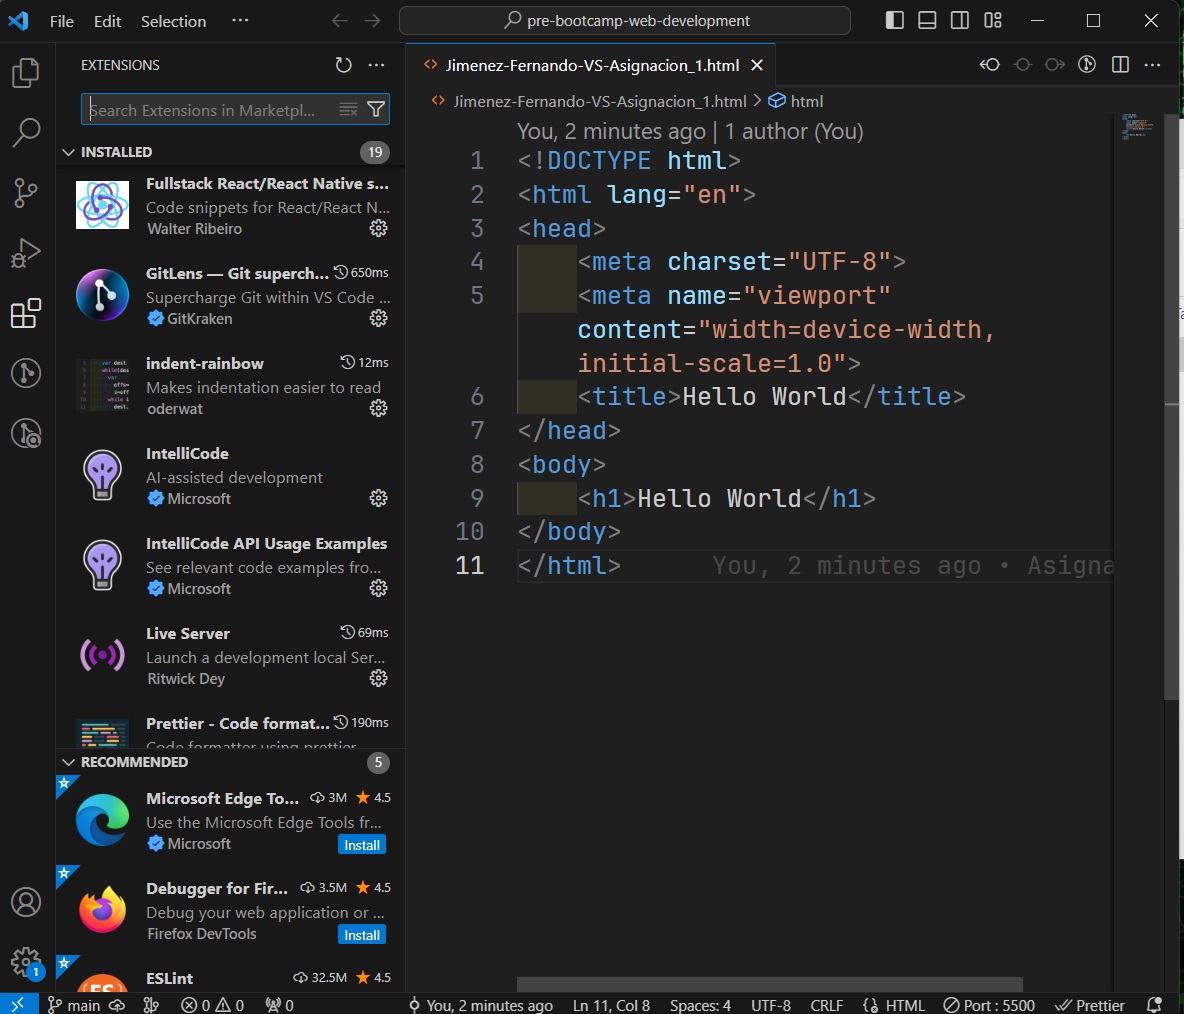 File Edit Selection ···
pre-bootcamp-web-development
EXTENSIONS
Search Extensions in Marketpl...
INSTALLED 19
Fullstack React/React Native s...
Code snippets for React/React N...
Walter Ribeiro
GitLens — Git superch... 650ms
Supercharge Git within VS Code ...
GitKraken
indent-rainbow 12ms
Makes indentation easier to read
oderwat
IntelliCode
AI-assisted development
Microsoft
IntelliCode API Usage Examples
See relevant code examples fro...
Microsoft
Live Server 69ms
Launch a development local Ser...
Ritwick Dey
Prettier - Code format... 190ms
Code formatter using prettier
RECOMMENDED 5
Microsoft Edge To... 3M 4.5
Use the Microsoft Edge Tools fr...
Microsoft Install
Debugger for Fir... 3.5M 4.5
Debug your web application or ...
Firefox DevTools Install
ESLint 32.5M 4.5
1
Jimenez-Fernando-VS-Asignacion_1.html
Jimenez-Fernando-VS-Asignacion_1.html > html
You, 2 minutes ago | 1 author (You)
1 <!DOCTYPE html>
2 <html lang="en">
3 <head>
4 <meta charset="UTF-8">
5 <meta name="viewport"
content="width=device-width,
initial-scale=1.0">
6 <title>Hello World</title>
7 </head>
8 <body>
9 <h1>Hello World</h1>
10 </body>
11 </html> You, 2 minutes ago • Asigna
main 0 0 0 You, 2 minutes ago Ln 11, Col 8 Spaces: 4 UTF-8 CRLF HTML Port : 5500 Prettier